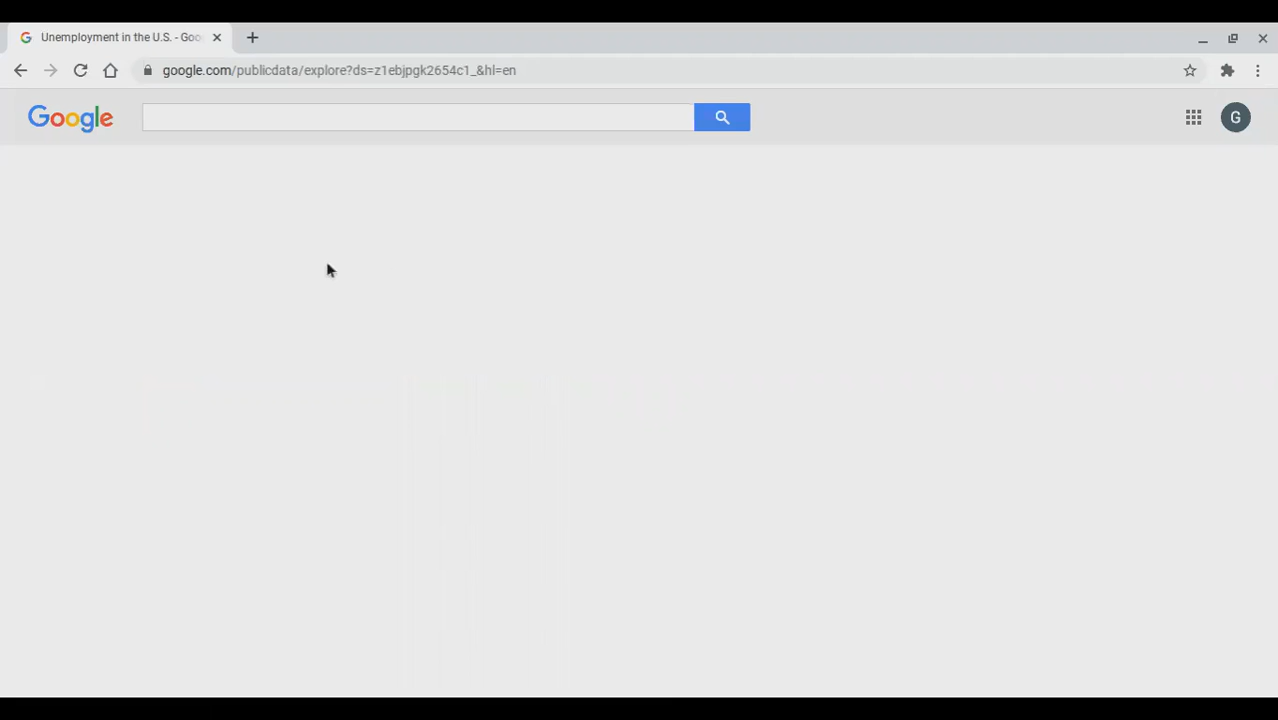 Unemployment in the U.S. - Goo
google.com/publicdata/explore?ds=z1ebjpgk2654c1_&hl=en
Google
G